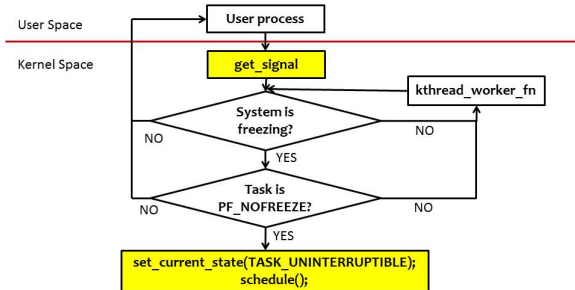 User Space
User process
Kernel Space
get_signal
kthread_worker_fn
System is
freezing?
NO
NO
YES
Task is
PF_NOFREEZE?
NO
NO
YES
set_current_state(TASK_UNINTERRUPTIBLE);
schedule();